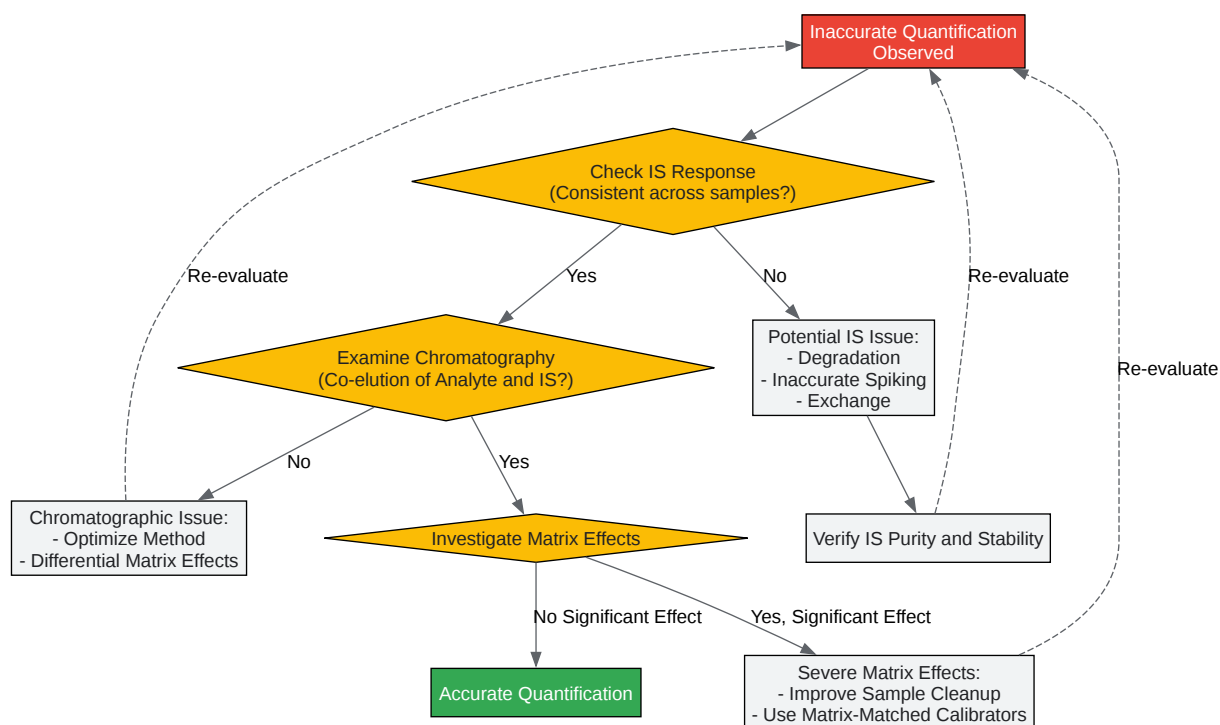 Inaccurate Quantification
Observed
Check IS Response
(Consistent across samples?)
Re-evaluate
Yes
No
Re-evaluate
Examine Chromatography
(Co-elution of Analyte and IS?)
Potential IS Issue:
- Degradation
- Inaccurate Spiking
- Exchange
Re-evaluate
No
Yes
Chromatographic Issue:
- Optimize Method
- Differential Matrix Effects
Investigate Matrix Effects
Verify IS Purity and Stability
No Significant Effect
Yes, Significant Effect
Accurate Quantification
Severe Matrix Effects:
- Improve Sample Cleanup
- Use Matrix-Matched Calibrators